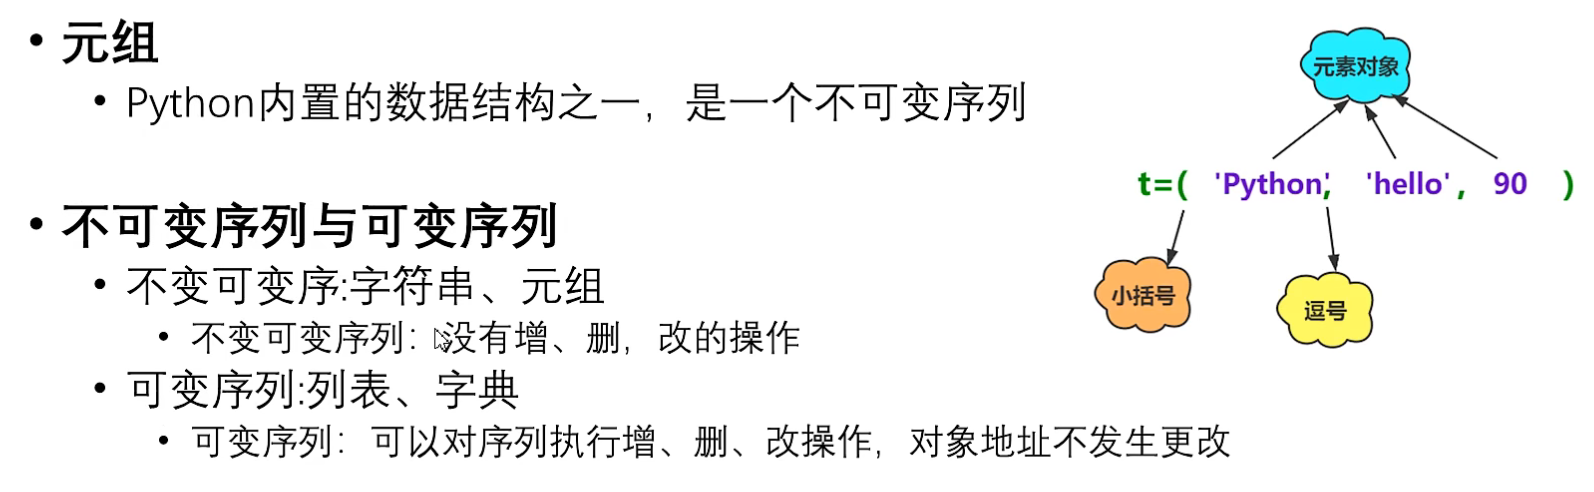 • 元组
• Python内置的数据结构之一，是一个不可变序列
• 不可变序列与可变序列
• 不变可变序:字符串、元组
• 不变可变序列：没有增、删，改的操作
• 可变序列:列表、字典
• 可变序列：可以对序列执行增、删、改操作，对象地址不发生更改
元素对象
t=( 'Python', 'hello', 90 )
小括号
逗号